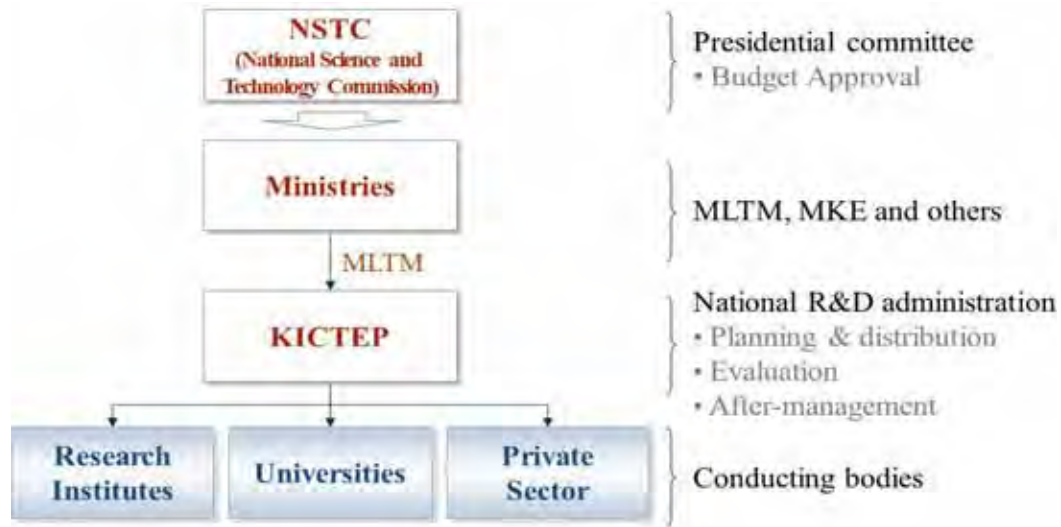 NSTC
(National Science and
Technology Commission)
Presidential committee
• Budget Approval
Ministries
MLTM, MKE and others
MLTM
KICTEP
National R&D administration
• Planning & distribution
• Evaluation
• After-management
Research
Institutes
Universities
Private
Sector
Conducting bodies